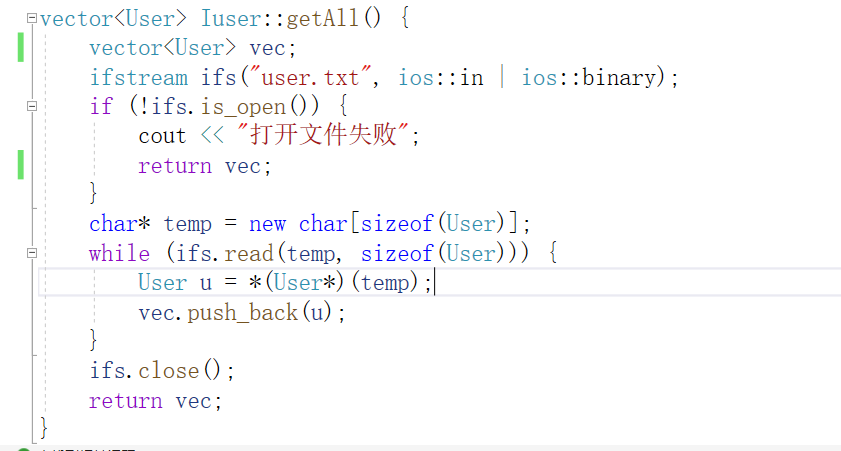 vector<User> Iuser::getAll() {
    vector<User> vec;
    ifstream ifs("user.txt", ios::in | ios::binary);
    if (!ifs.is_open()) {
        cout << "打开文件失败";
        return vec;
    }
    char* temp = new char[sizeof(User)];
    while (ifs.read(temp, sizeof(User))) {
        User u = *(User*)(temp);
        vec.push_back(u);
    }
    ifs.close();
    return vec;
}